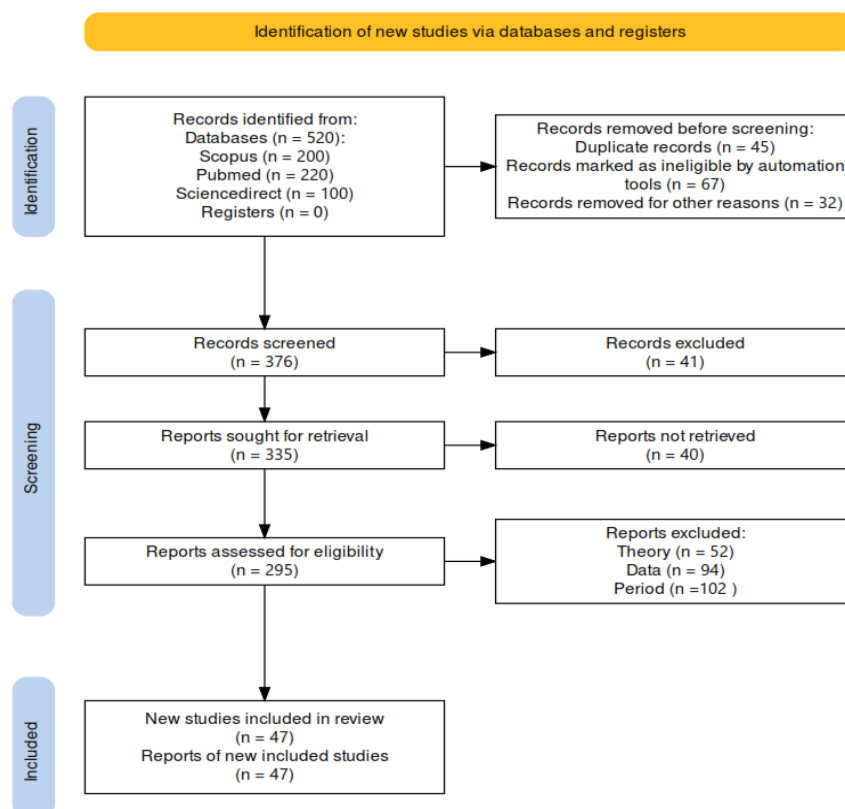 Identification of new studies via databases and registers
Identification
Records identified from:
Databases (n = 520):
Scopus (n = 200)
Pubmed (n = 220)
Sciencedirect (n = 100)
Registers (n = 0)
Records removed before screening:
Duplicate records (n = 45)
Records marked as ineligible by automation
tools (n = 67)
Records removed for other reasons (n = 32)
Screening
Records screened
(n = 376)
Records excluded
(n = 41)
Reports sought for retrieval
(n = 335)
Reports not retrieved
(n = 40)
Reports assessed for eligibility
(n = 295)
Reports excluded:
Theory (n = 52)
Data (n = 94)
Period (n =102 )
Included
New studies included in review
(n = 47)
Reports of new included studies
(n = 47)